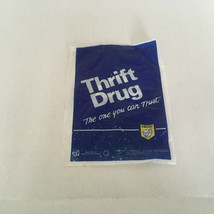 Thrift
Drug
The one you can Trust.